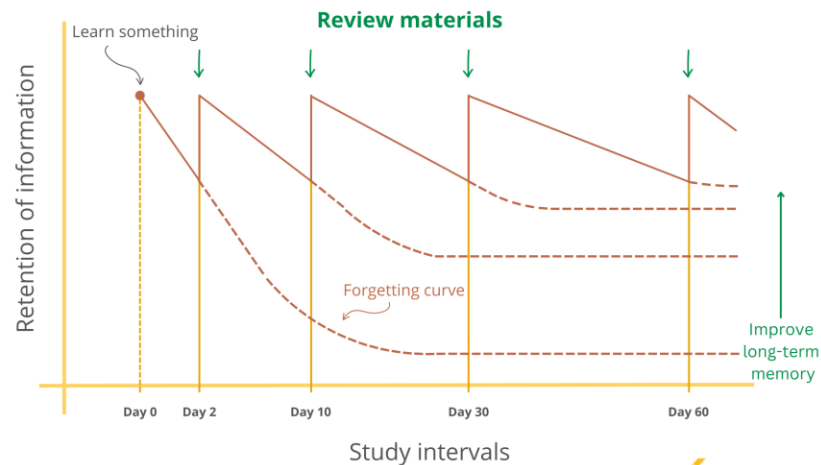 Review materials
Learn something
Retention of information
Forgetting curve
Improve
long-term
memory
Day 0
Day 2
Day 10
Day 30
Day 60
Study intervals